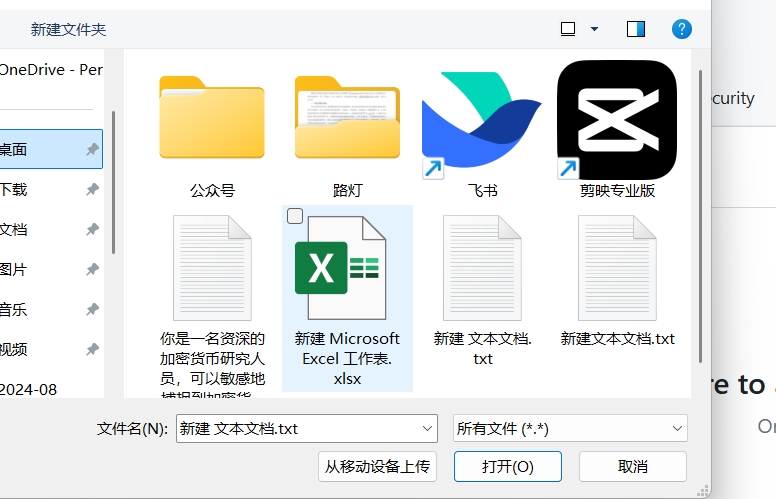 新建文件夹
OneDrive - Per
curity
桌面
下载
文档
图片
音乐
视频
2024-08
公众号
路灯
飞书
剪映专业版
你是一名资深的
加密货币研究人
员，可以敏感地
捕捉到加密货
新建 Microsoft
Excel 工作表.
xlsx
新建 文本文档.
txt
新建文本文档.txt
re to
Or
文件名(N):
新建 文本文档.txt
所有文件 (*.*)
从移动设备上传
打开(O)
取消